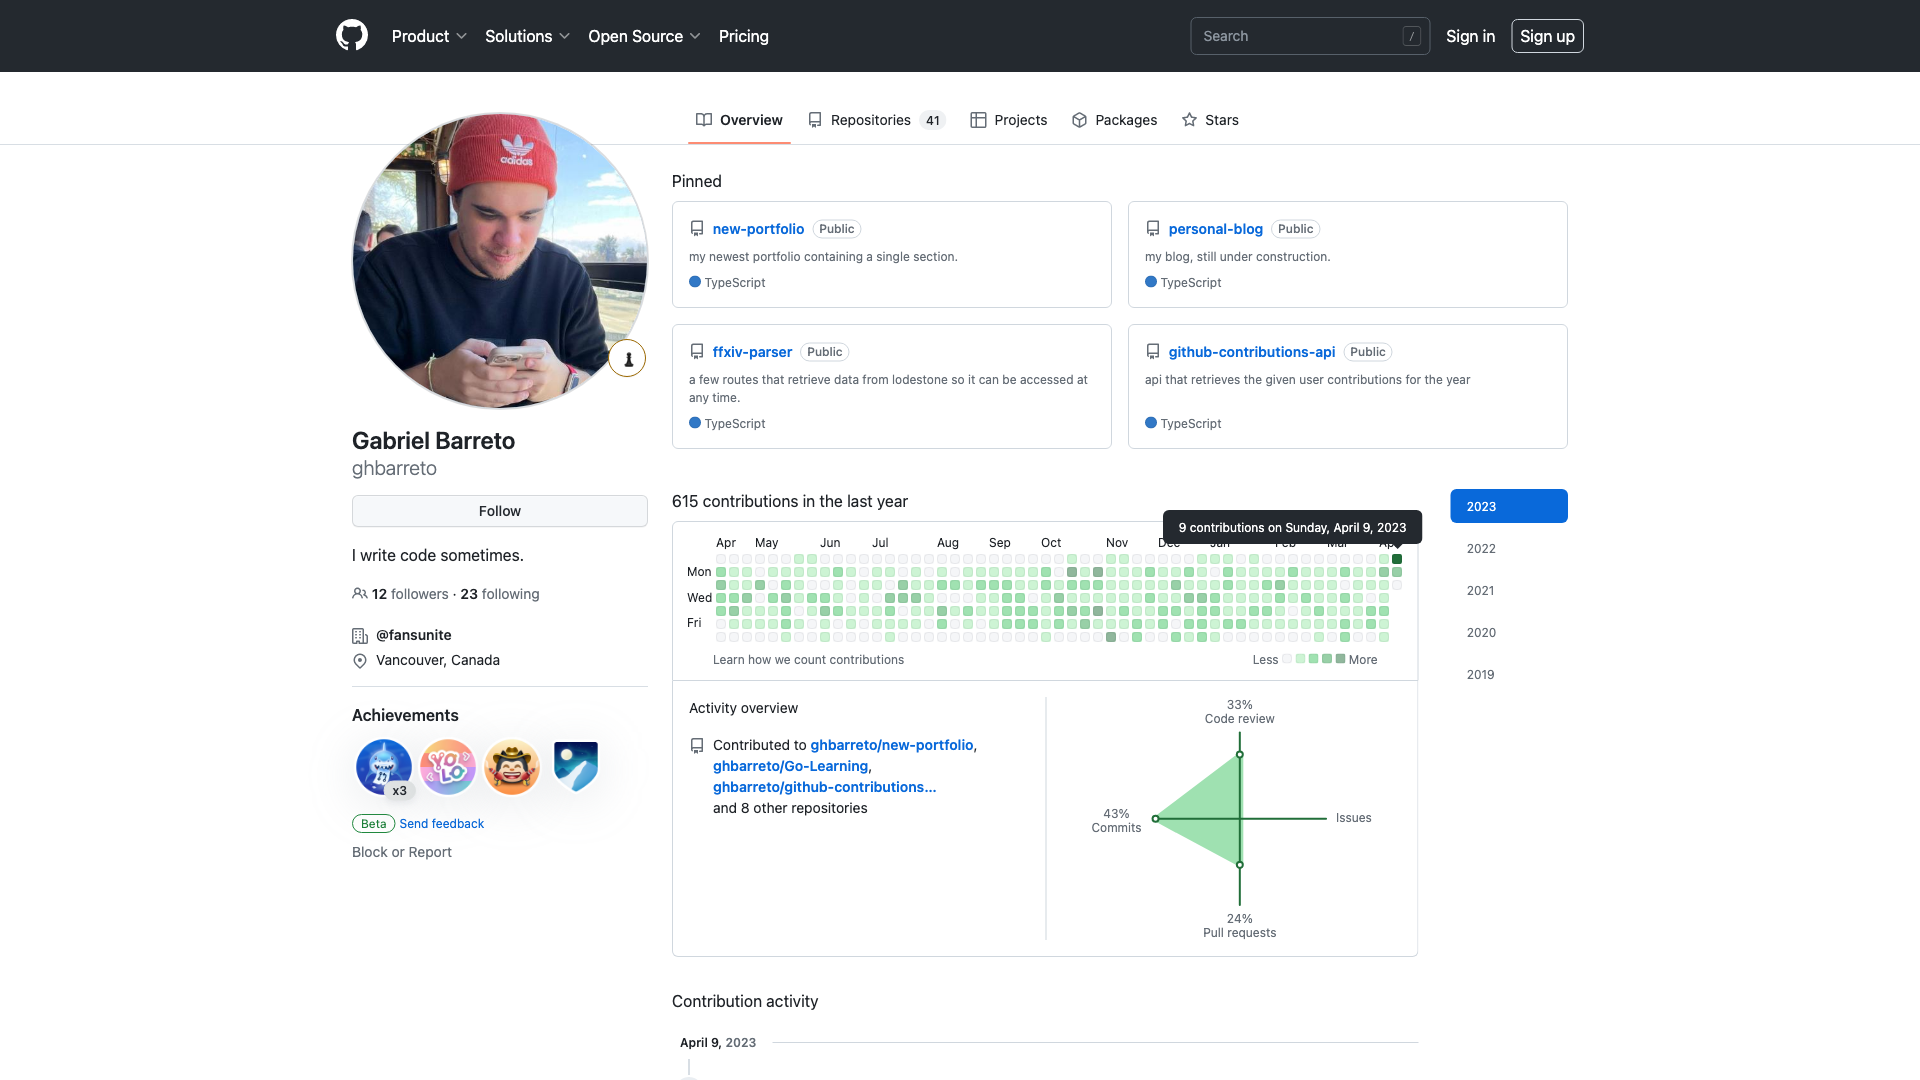 Product
Solutions
Open Source
Pricing
Search
/
Sign in
Sign up
Overview
Repositories 41
Projects
Packages
Stars
adidas
Gabriel Barreto
ghbarreto
Follow
I write code sometimes.
12 followers · 23 following
@fansunite
Vancouver, Canada
Achievements
x3
YOLO
Beta Send feedback
Block or Report
Pinned
new-portfolio Public
my newest portfolio containing a single section.
TypeScript
personal-blog Public
my blog, still under construction.
TypeScript
ffxiv-parser Public
a few routes that retrieve data from lodestone so it can be accessed at
any time.
TypeScript
github-contributions-api Public
api that retrieves the given user contributions for the year
TypeScript
615 contributions in the last year
9 contributions on Sunday, April 9, 2023
Apr May Jun Jul Aug Sep Oct Nov Dec Jan Feb Mar Apr
Mon
Wed
Fri
Learn how we count contributions
Less More
2023
2022
2021
2020
2019
Activity overview
Contributed to ghbarreto/new-portfolio,
ghbarreto/Go-Learning,
ghbarreto/github-contributions...
and 8 other repositories
33%
Code review
43%
Commits
Issues
24%
Pull requests
Contribution activity
April 9, 2023